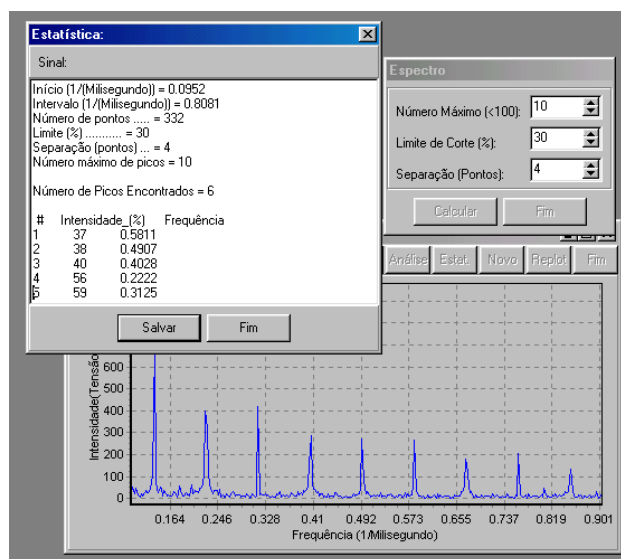 Estatística:
Sinal:
Início (1/(Milisegundo)) = 0.0952
Intervalo (1/(Milisegundo)) = 0.8081
Número de pontos ..... = 332
Limite (%) .......... = 30
Separação (pontos) ... = 4
Número máximo de picos = 10
Número de Picos Encontrados = 6
# Intensidade_(%) Frequência
1 37 0.5811
2 38 0.4907
3 40 0.4028
4 56 0.2222
5 59 0.3125
Salvar Fim
Espectro
Número Máximo (<100): 10
Limite de Corte (%): 30
Separação (Pontos): 4
Calcular Fim
Análise Estat. Novo Replot Fim
Intensidade(Tensão
600
500
400
300
200
100
0
0.164 0.246 0.328 0.41 0.492 0.573 0.655 0.737 0.819 0.901
Frequência (1/Milisegundo)